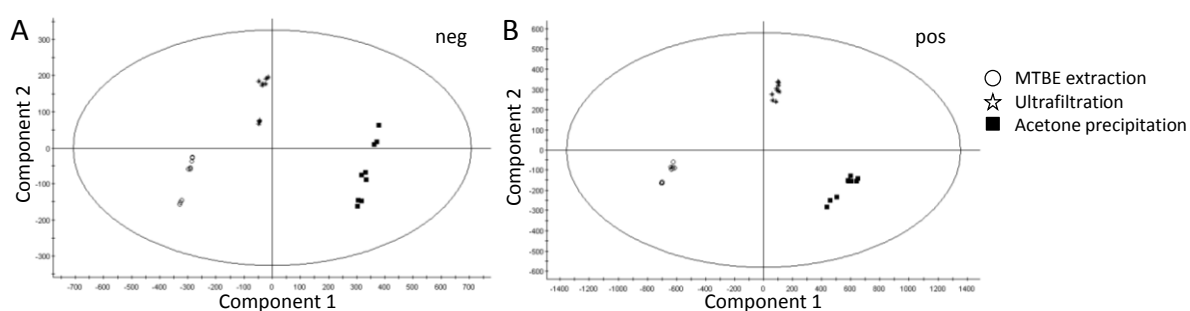 A
neg
B
pos
300
200
100
0
-100
-200
-300
Component 2
-700 -600 -500 -400 -300 -200 -100 0 100 200 300 400 500 600 700
Component 1
600
500
400
300
200
100
0
-100
-200
-300
-400
-500
-600
Component 2
-1400 -1200 -1000 -800 -600 -400 -200 0 200 400 600 800 1000 1200 1400
Component 1
MTBE extraction
Ultrafiltration
Acetone precipitation